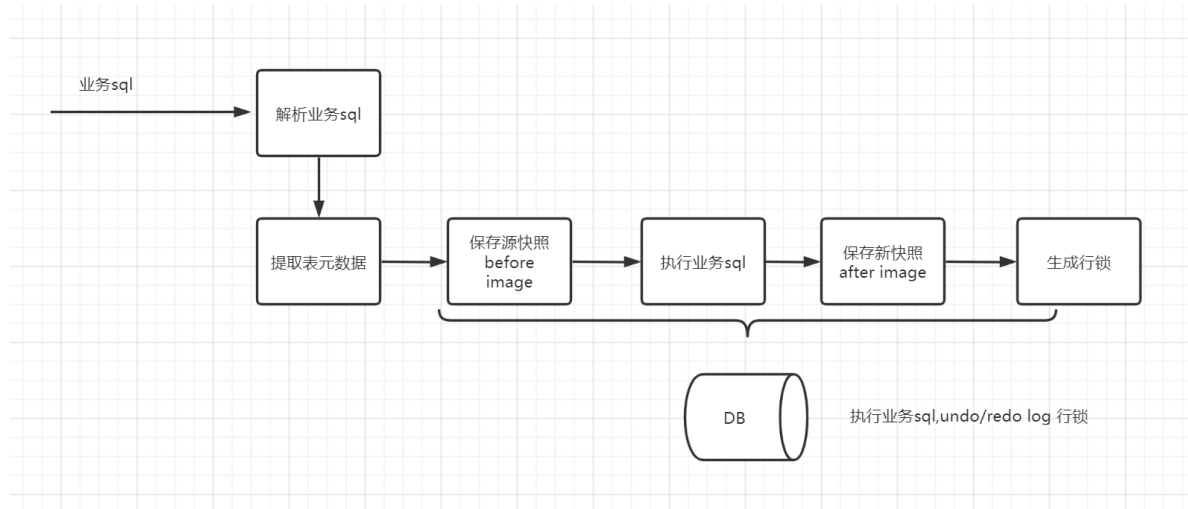 业务sql
解析业务sql
提取表元数据
保存源快照
before
image
执行业务sql
保存新快照
after image
生成行锁
DB
执行业务sql,undo/redo log 行锁